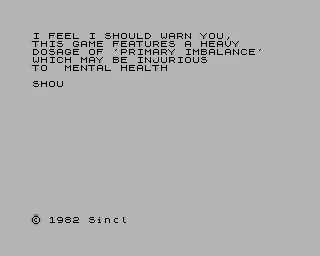 I FEEL I SHOULD WARN YOU,
THIS GAME FEATURES A HEAVY
DOSAGE OF 'PRIMARY IMBALANCE'
WHICH MAY BE INJURIOUS
TO  MENTAL HEALTH
SHOU
© 1982 Sincl